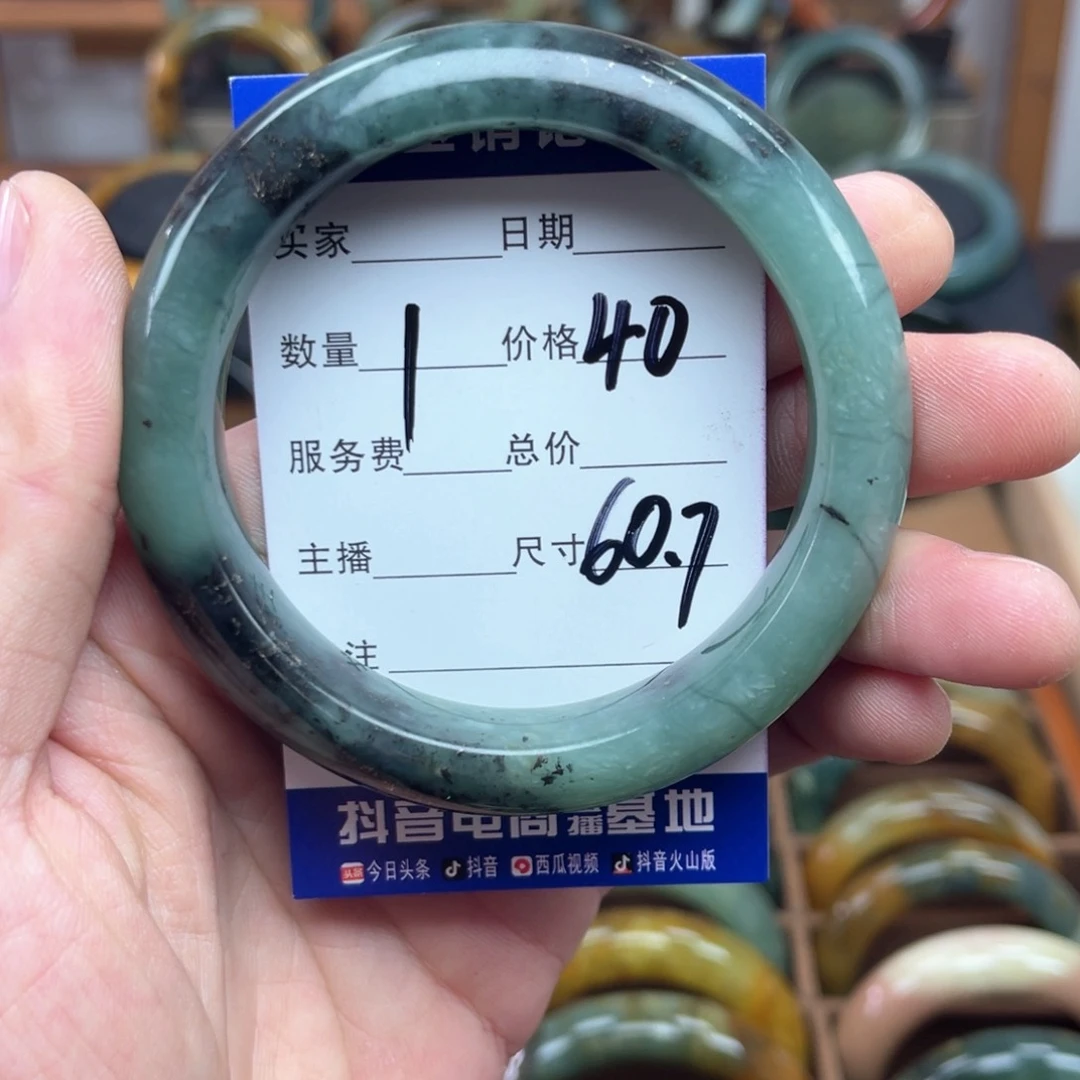 买家 日期
数量 1 价格 40
服务费 总价
主播 尺寸 60.7
注
抖音电商直播基地
今日头条 抖音 西瓜视频 抖音火山版